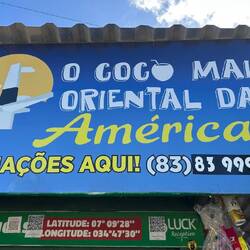 O COCO MAI
ORIENTAL DA
América
AÇÕES AQUI! (83) 83 999
LATITUDE: 07° 09'28"
LONGITUDE: 034°47'30"
LUCK
Receptivo